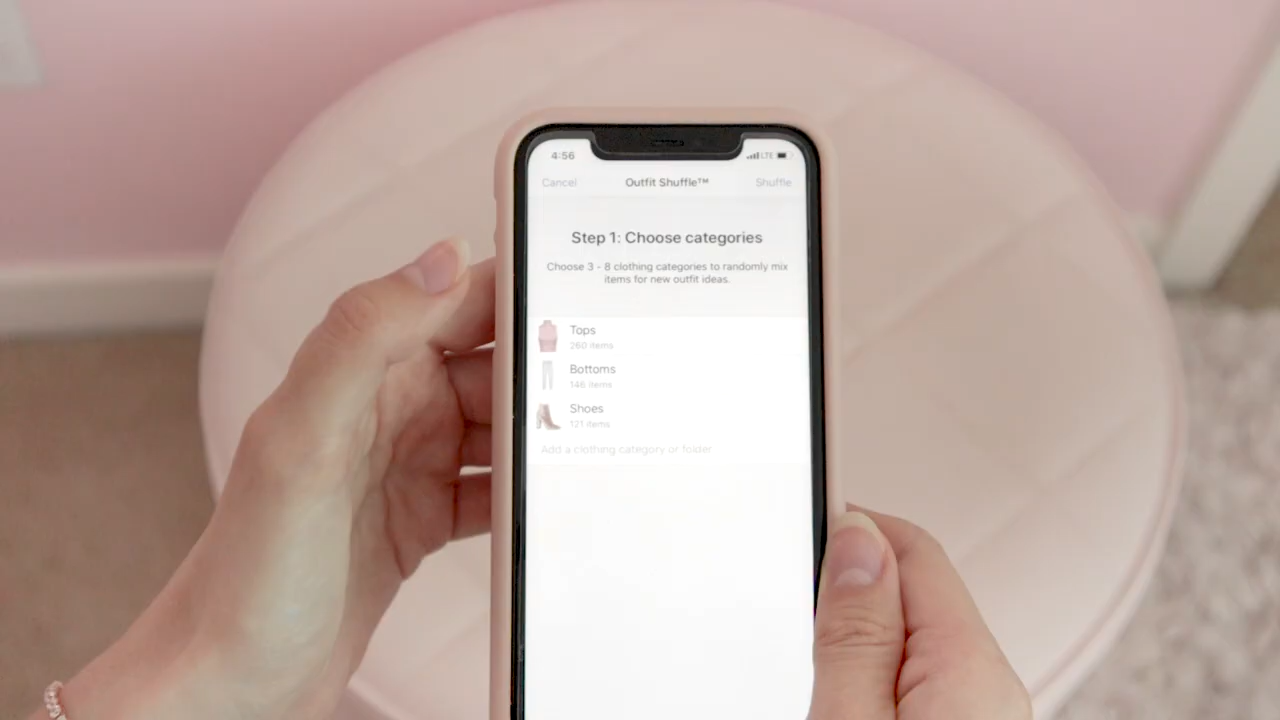 4:56
LTE
Cancel
Outfit Shuffle™
Shuffle
Step 1: Choose categories
Choose 3 - 8 clothing categories to randomly mix
items for new outfit ideas.
Tops
260 items
Bottoms
146 items
Shoes
121 items
Add a clothing category or folder